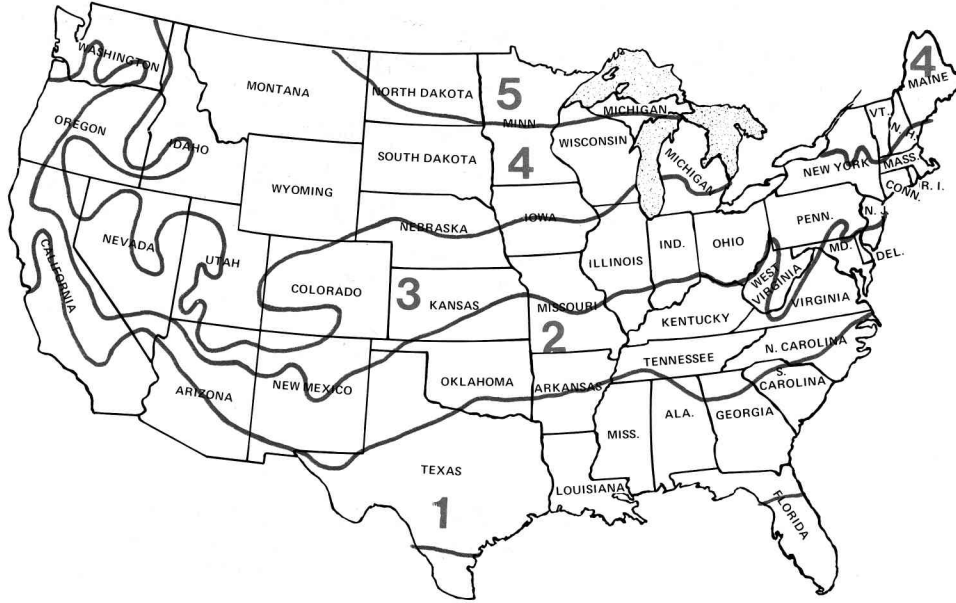 WASHINGTON
MONTANA
NORTH DAKOTA
5
MINN
MICHIGAN
4
MAINE
VT.
N.H.
OREGON
IDAHO
WYOMING
SOUTH DAKOTA
4
WISCONSIN
MICHIGAN
NEW YORK
MASS.
CONN.
R. I.
NEVADA
UTAH
NEBRASKA
IOWA
PENN.
N. J.
CALIFORNIA
COLORADO
3
KANSAS
MISSOURI
ILLINOIS
IND.
OHIO
WEST
VIRGINIA
MD.
DEL.
VIRGINIA
2
KENTUCKY
ARIZONA
NEW MEXICO
OKLAHOMA
ARKANSAS
TENNESSEE
N. CAROLINA
S.
CAROLINA
MISS.
ALA.
GEORGIA
TEXAS
1
LOUISIANA
FLORIDA